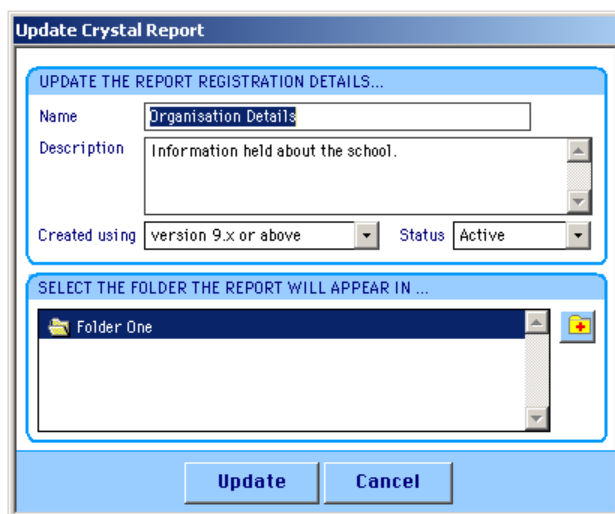 Update Crystal Report
UPDATE THE REPORT REGISTRATION DETAILS...
Name Organisation Details
Description Information held about the school.
Created using version 9.x or above Status Active
SELECT THE FOLDER THE REPORT WILL APPEAR IN ...
Folder One
Update Cancel